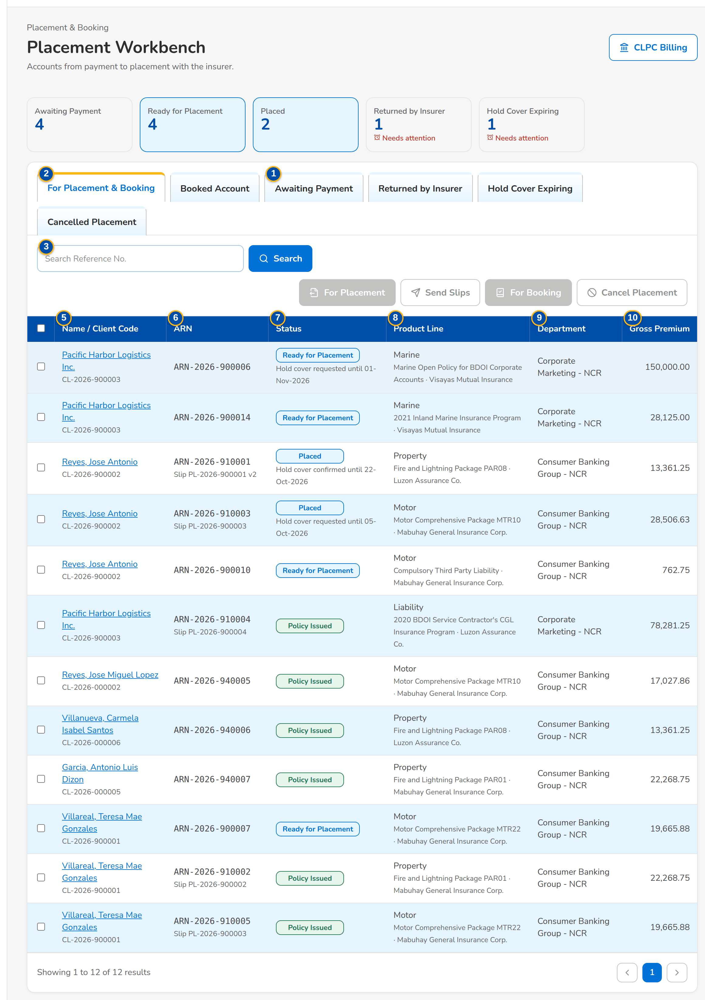 Placement & Booking
Placement Workbench
Accounts from payment to placement with the insurer.
CLPC Billing
Awaiting Payment
4
Ready for Placement
4
Placed
2
Returned by Insurer
1
Needs attention
Hold Cover Expiring
1
Needs attention
2
For Placement & Booking
Booked Account
1
Awaiting Payment
Returned by Insurer
Hold Cover Expiring
Cancelled Placement
3
Search Reference No.
Search
For Placement
Send Slips
For Booking
Cancel Placement
5 6 7 8 9 10
Name / Client Code ARN Status Product Line Department Gross Premium
Pacific Harbor Logistics
Inc.
CL-2026-900003
ARN-2026-900006
Ready for Placement
Hold cover requested until 01-
Nov-2026
Marine
Marine Open Policy for BDOI Corporate
Accounts · Visayas Mutual Insurance
Corporate
Marketing - NCR
150,000.00
Pacific Harbor Logistics
Inc.
CL-2026-900003
ARN-2026-900014
Ready for Placement
Marine
2021 Inland Marine Insurance Program
· Visayas Mutual Insurance
Corporate
Marketing - NCR
28,125.00
Reyes, Jose Antonio
CL-2026-900002
ARN-2026-910001
Slip PL-2026-900001 v2
Placed
Hold cover confirmed until 22-
Oct-2026
Property
Fire and Lightning Package PAR08 ·
Luzon Assurance Co.
Consumer Banking
Group - NCR
13,361.25
Reyes, Jose Antonio
CL-2026-900002
ARN-2026-910003
Slip PL-2026-900003
Placed
Hold cover requested until 05-
Oct-2026
Motor
Motor Comprehensive Package MTR10
· Mabuhay General Insurance Corp.
Consumer Banking
Group - NCR
28,506.63
Reyes, Jose Antonio
CL-2026-900002
ARN-2026-900010
Ready for Placement
Motor
Compulsory Third Party Liability ·
Mabuhay General Insurance Corp.
Consumer Banking
Group - NCR
762.75
Pacific Harbor Logistics
Inc.
CL-2026-900003
ARN-2026-910004
Slip PL-2026-900004
Policy Issued
Liability
2020 BDOI Service Contractor's CGL
Insurance Program · Luzon Assurance
Co.
Corporate
Marketing - NCR
78,281.25
Reyes, Jose Miguel Lopez
CL-2026-000002
ARN-2026-940005
Policy Issued
Motor
Motor Comprehensive Package MTR10
· Mabuhay General Insurance Corp.
Consumer Banking
Group - NCR
17,027.86
Villanueva, Carmela
Isabel Santos
CL-2026-000006
ARN-2026-940006
Policy Issued
Property
Fire and Lightning Package PAR08 ·
Luzon Assurance Co.
Consumer Banking
Group - NCR
13,361.25
Garcia, Antonio Luis
Dizon
CL-2026-000005
ARN-2026-940007
Policy Issued
Property
Fire and Lightning Package PAR01 ·
Mabuhay General Insurance Corp.
Consumer Banking
Group - NCR
22,268.75
Villareal, Teresa Mae
Gonzales
CL-2026-900001
ARN-2026-900007
Ready for Placement
Motor
Motor Comprehensive Package MTR22
· Mabuhay General Insurance Corp.
Consumer Banking
Group - NCR
19,665.88
Villareal, Teresa Mae
Gonzales
CL-2026-900001
ARN-2026-910002
Slip PL-2026-900002
Policy Issued
Property
Fire and Lightning Package PAR01 ·
Mabuhay General Insurance Corp.
Consumer Banking
Group - NCR
22,268.75
Villareal, Teresa Mae
Gonzales
CL-2026-900001
ARN-2026-910005
Slip PL-2026-900003
Policy Issued
Motor
Motor Comprehensive Package MTR22
· Mabuhay General Insurance Corp.
Consumer Banking
Group - NCR
19,665.88
Showing 1 to 12 of 12 results
1